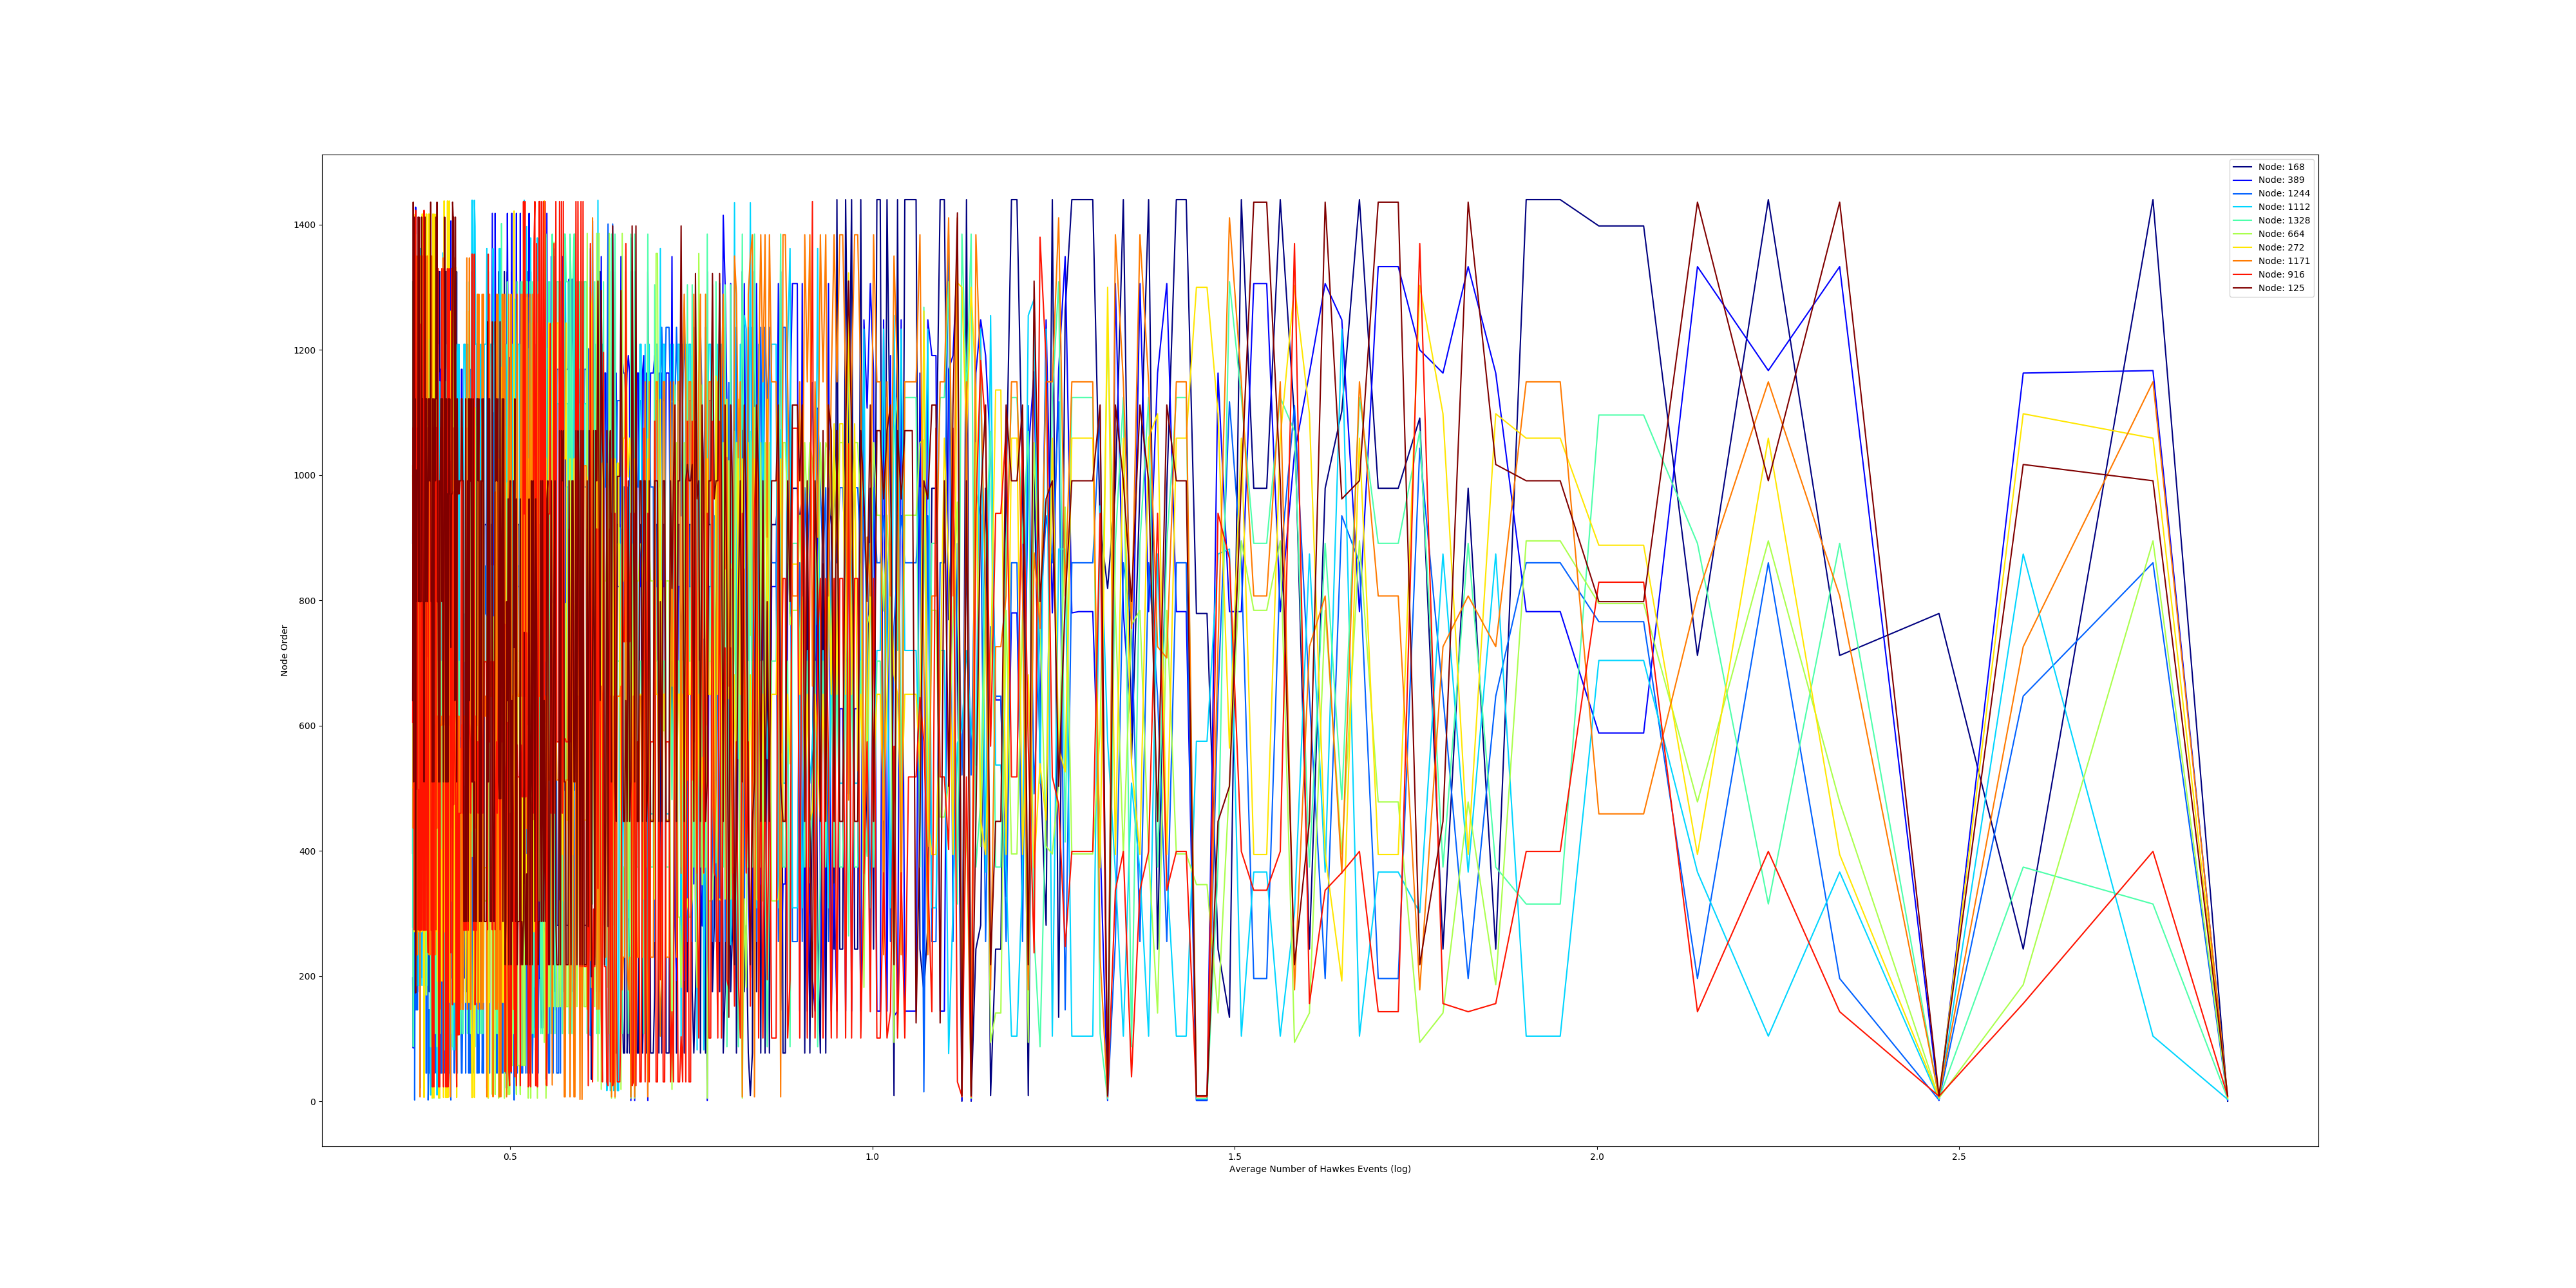 Node: 168
Node: 389
Node: 1244
Node: 1112
Node: 1328
Node: 664
Node: 272
Node: 1171
Node: 916
Node: 125
1400
1200
1000
800
600
400
200
0
Node Order
0.5 1.0 1.5 2.0 2.5
Average Number of Hawkes Events (log)